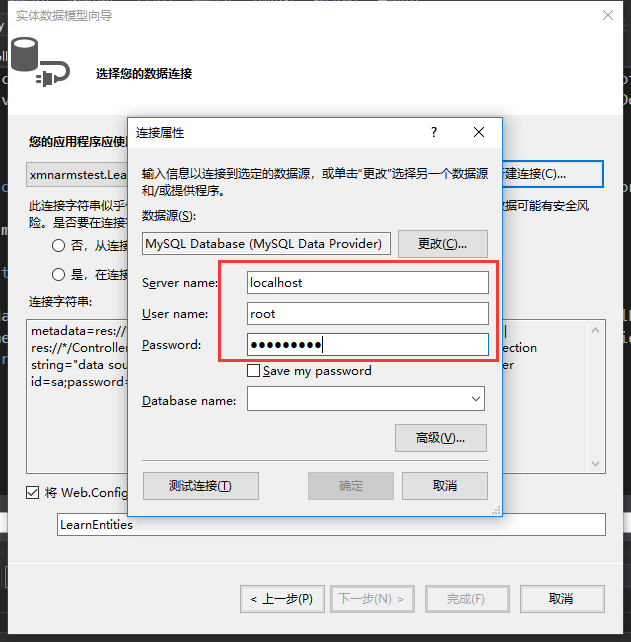 实体数据模型向导
选择您的数据连接
您的应用程序应使
连接属性
? 
输入信息以连接到选定的数据源，或单击“更改”选择另一个数据源
和/或提供程序。
xmnarmstest.Lea
建连接(C)...
此连接字符串似乎
数据可能有安全风
险。是否要在连接
数据源(S):
MySQL Database (MySQL Data Provider)
更改(C)...
否，从连接
是，在连接
Server name:
localhost
User name:
root
Password:
●●●●●●●●●
Save my password
Database name:
高级(V)...
测试连接(T)
确定
取消
连接字符串:
metadata=res://
res://*/Controller
ection
string="data sou
er
id=sa;password=
将 Web.Config
LearnEntities
< 上一步(P)
下一步(N) >
完成(F)
取消